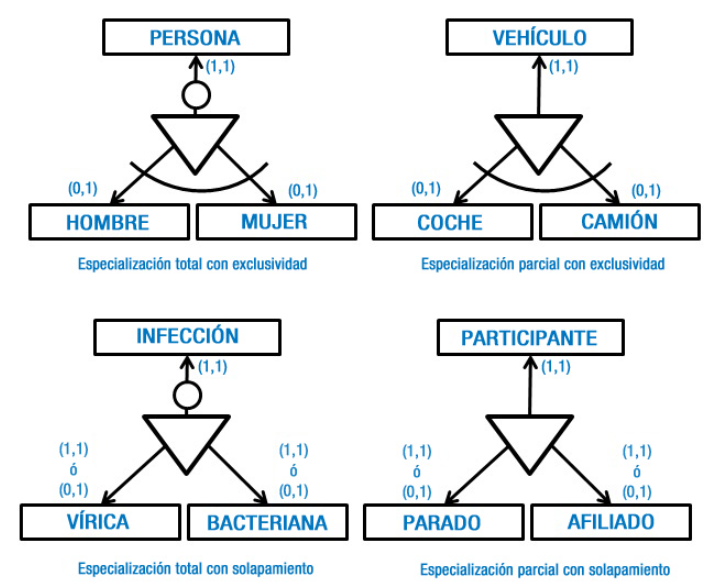 PERSONA
(1,1)
(0,1)
(0,1)
HOMBRE
MUJER
Especialización total con exclusividad
VEHÍCULO
(1,1)
(0,1)
(0,1)
COCHE
CAMIÓN
Especialización parcial con exclusividad
INFECCIÓN
(1,1)
(1,1)
ó
(0,1)
(1,1)
ó
(0,1)
VÍRICA
BACTERIANA
Especialización total con solapamiento
PARTICIPANTE
(1,1)
(1,1)
ó
(0,1)
(1,1)
ó
(0,1)
PARADO
AFILIADO
Especialización parcial con solapamiento